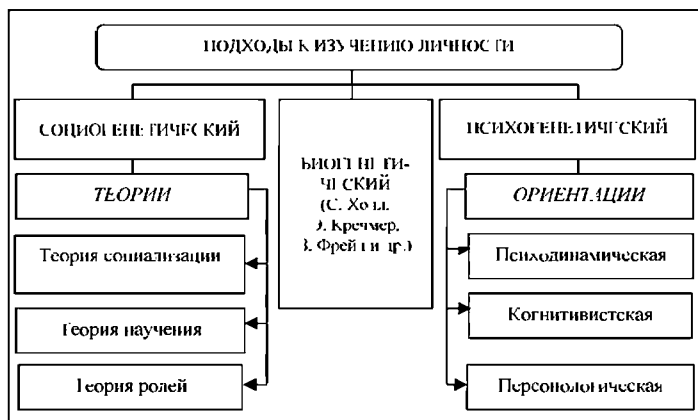 ПОДХОДЫ К ИЗУЧЕНИЮ ЛИЧНОСТИ
СОЦИОГЕНЕТИЧЕСКИЙ
ТЕОРИИ
Теория социализации
Теория научения
Теория ролей
БИОГЕНЕТИ-
ЧЕСКИЙ
(С. Холл,
Э. Кречмер,
З. Фрейд и др.)
ПСИХОГЕНЕТИЧЕСКИЙ
ОРИЕНТАЦИИ
Психодинамическая
Когнитивистская
Персонологическая